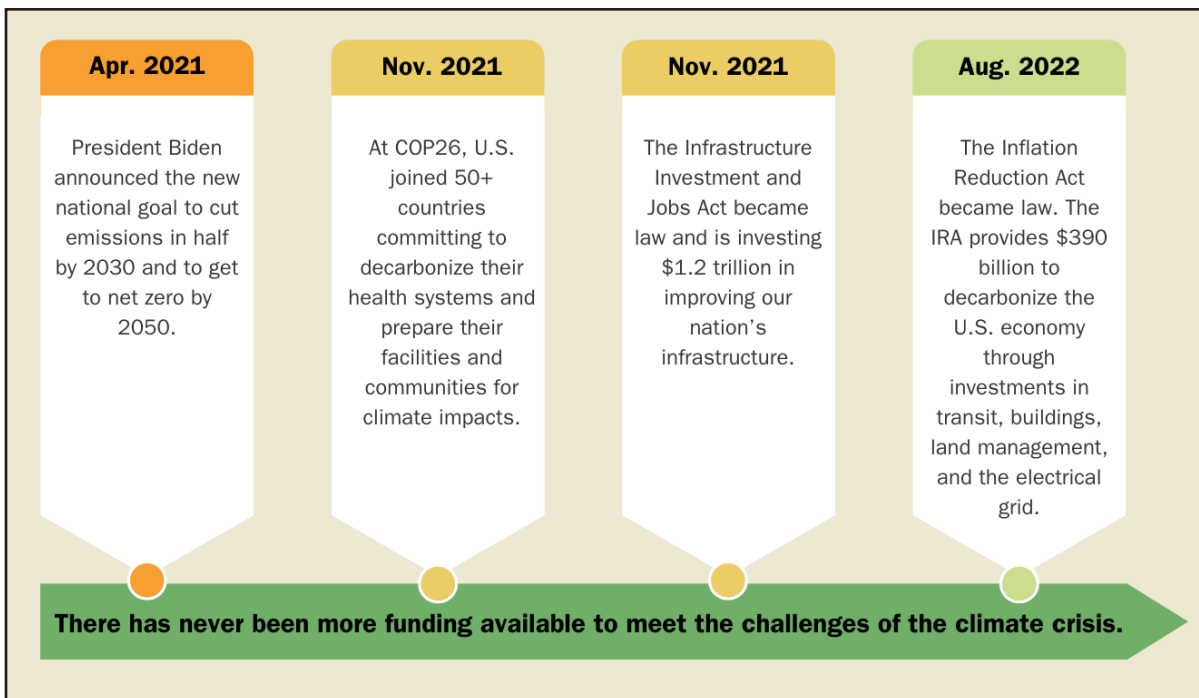 Apr. 2021
President Biden
announced the new
national goal to cut
emissions in half
by 2030 and to get
to net zero by
2050.
Nov. 2021
At COP26, U.S.
joined 50+
countries
committing to
decarbonize their
health systems and
prepare their
facilities and
communities for
climate impacts.
Nov. 2021
The Infrastructure
Investment and
Jobs Act became
law and is investing
$1.2 trillion in
improving our
nation’s
infrastructure.
Aug. 2022
The Inflation
Reduction Act
became law. The
IRA provides $390
billion to
decarbonize the
U.S. economy
through
investments in
transit, buildings,
land management,
and the electrical
grid.
There has never been more funding available to meet the challenges of the climate crisis.